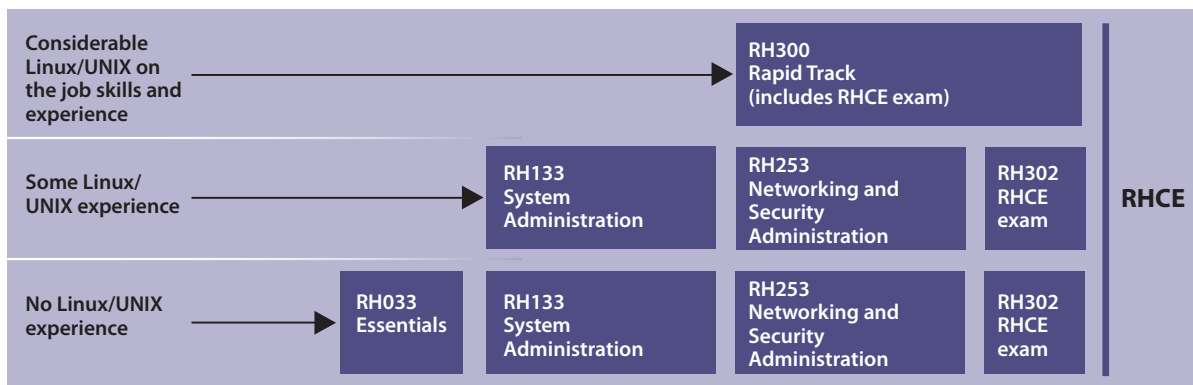 Considerable
Linux/UNIX on
the job skills and
experience
RH300
Rapid Track
(includes RHCE exam)
Some Linux/
UNIX experience
RH133
System
Administration
RH253
Networking and
Security
Administration
RH302
RHCE
exam
No Linux/UNIX
experience
RH033
Essentials
RH133
System
Administration
RH253
Networking and
Security
Administration
RH302
RHCE
exam
RHCE